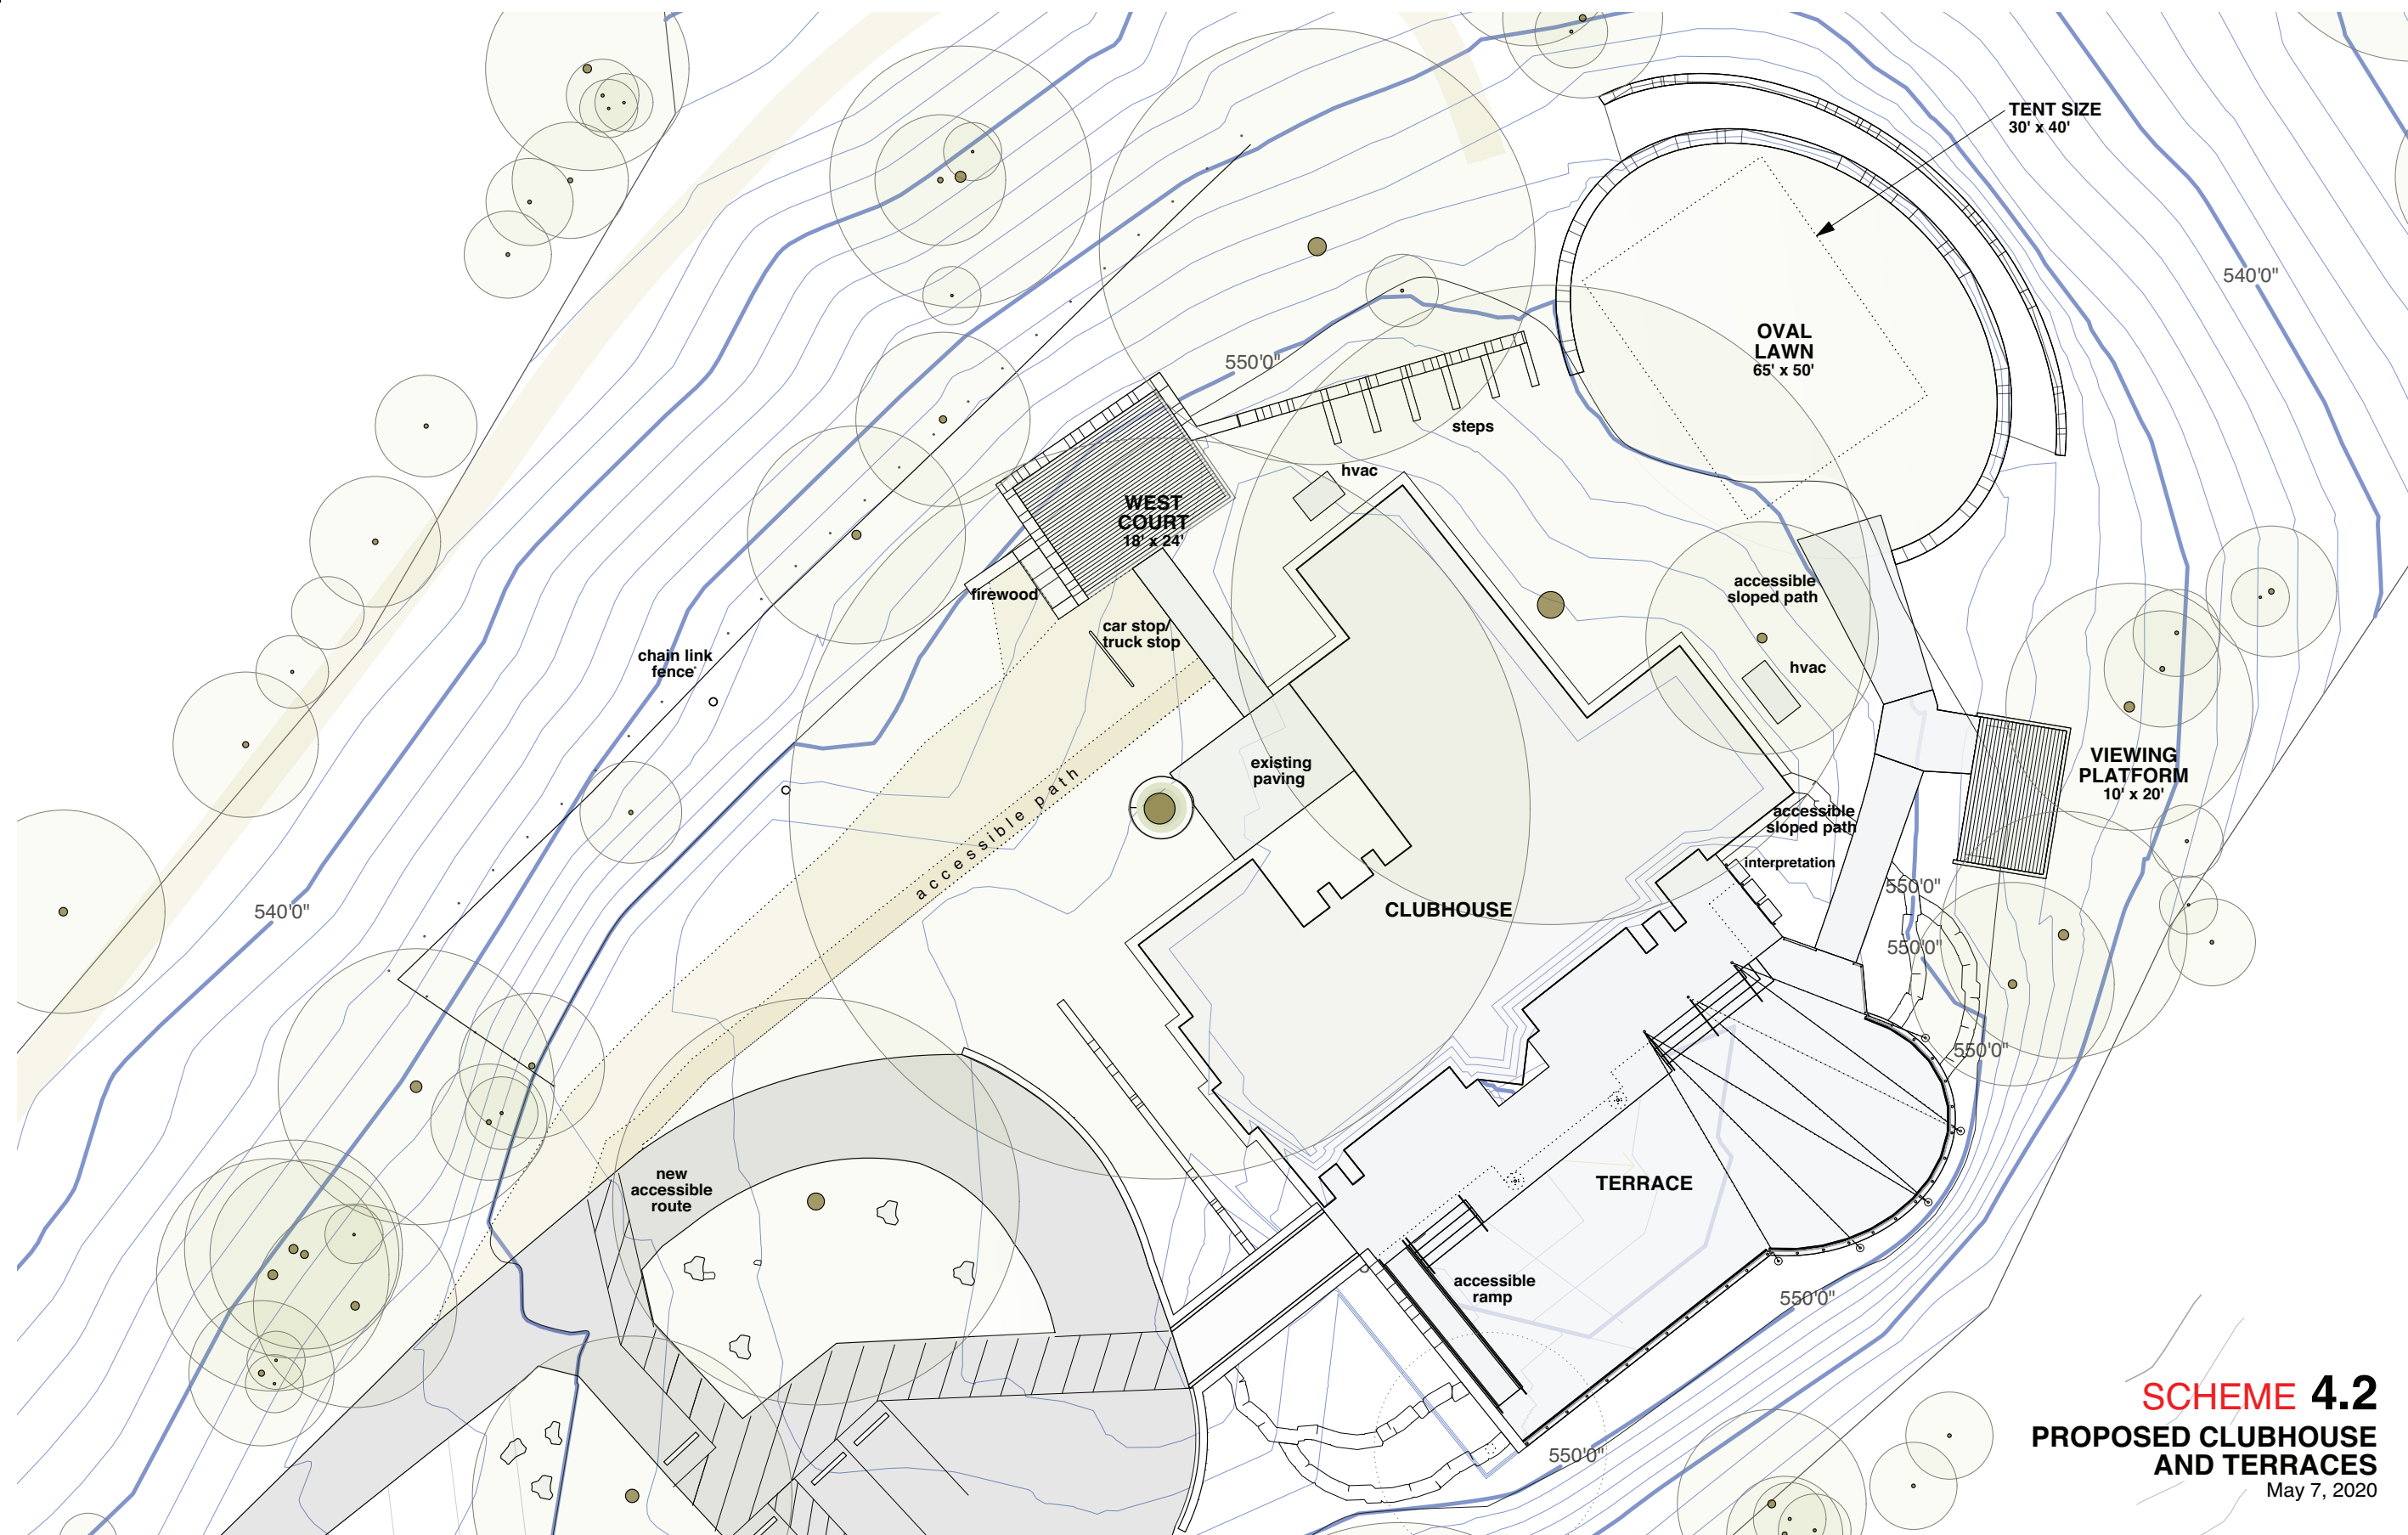 TENT SIZE
30' x 40'
540'0"
OVAL
LAWN
65' x 50'
550'0"
steps
hvac
WEST
COURT
18' x 24'
firewood
accessible
sloped path
car stop/
truck stop
chain link
fence
hvac
existing
paving
VIEWING
PLATFORM
10' x 20'
accessible path
accessible
sloped path
interpretation
550'0"
CLUBHOUSE
540'0"
550'0"
550'0"
new
accessible
route
TERRACE
accessible
ramp
550'0"
550'0"
SCHEME 4.2
PROPOSED CLUBHOUSE
AND TERRACES
May 7, 2020